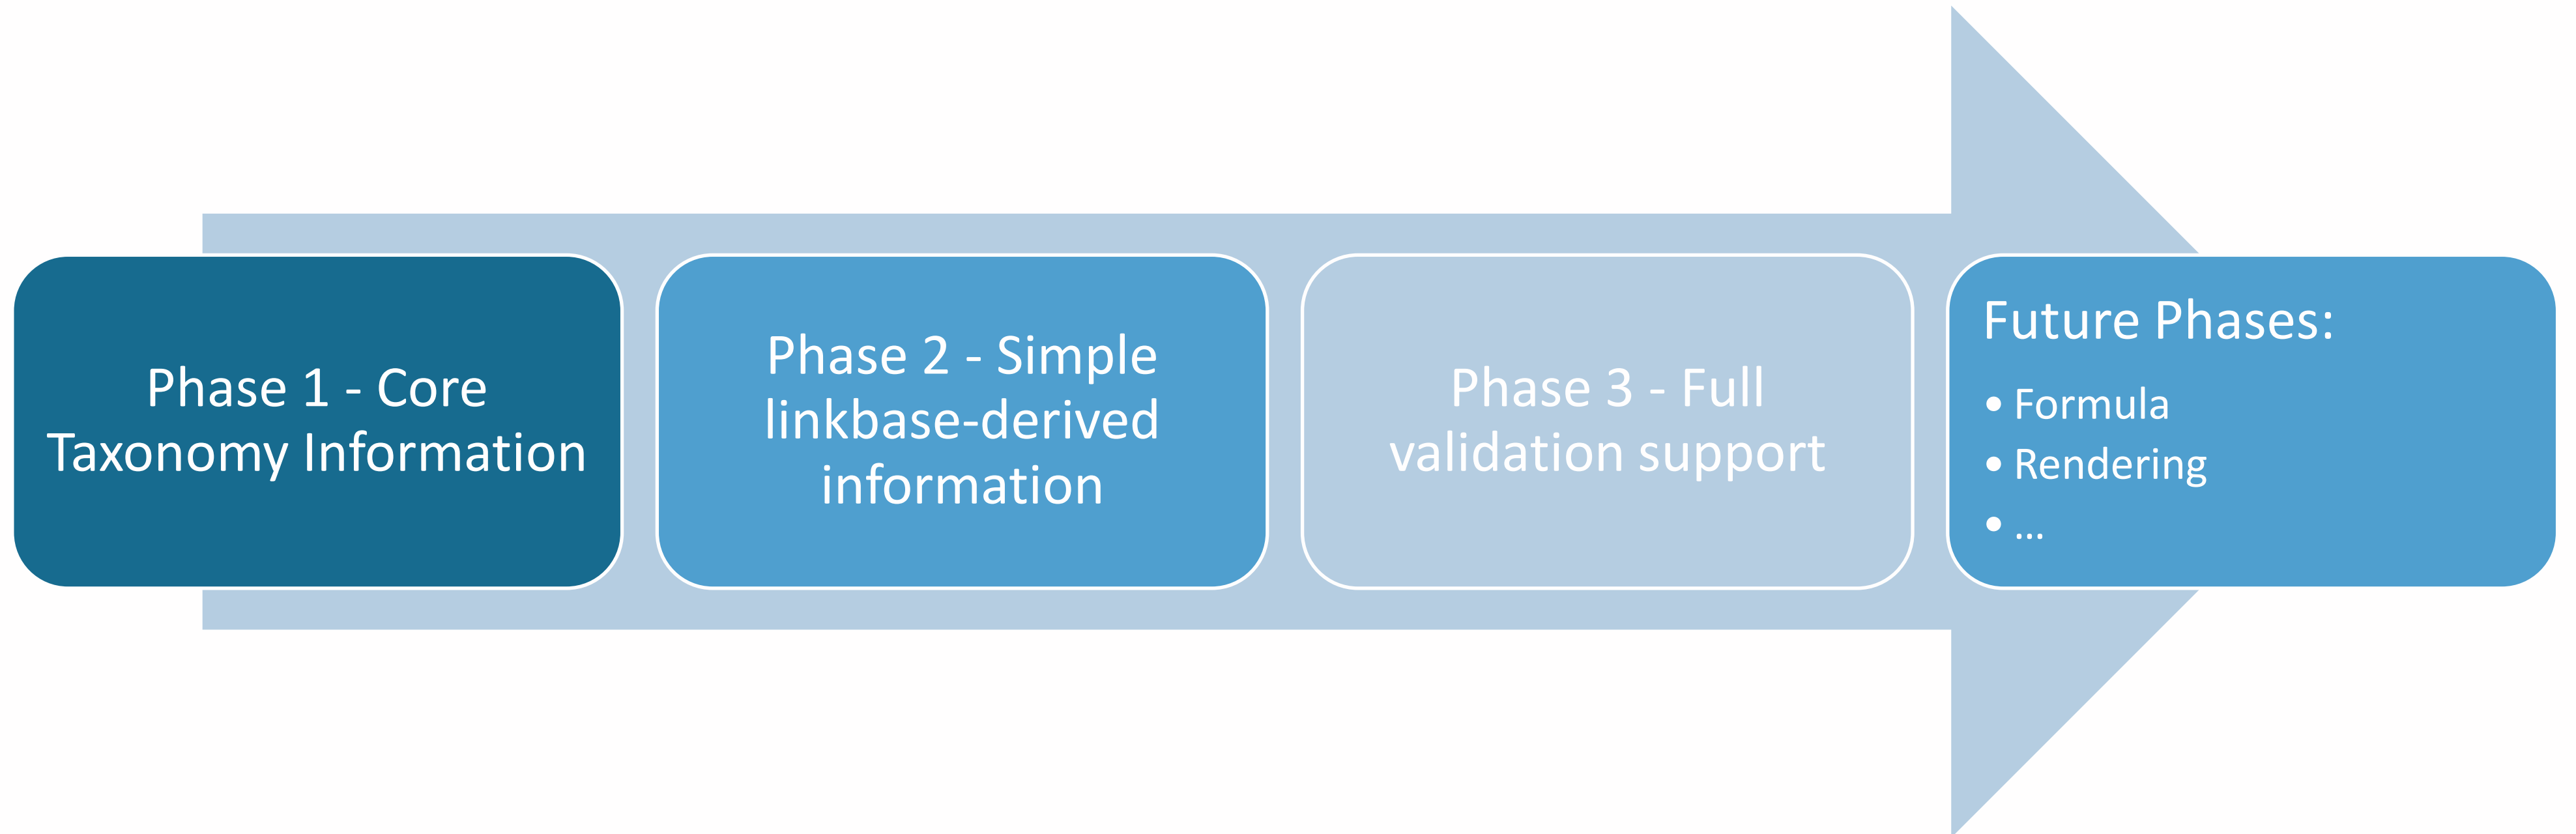 Phase 1 - Core
Taxonomy Information
Phase 2 - Simple
linkbase-derived
information
Phase 3 - Full
validation support
Future Phases:
• Formula
• Rendering
• ...